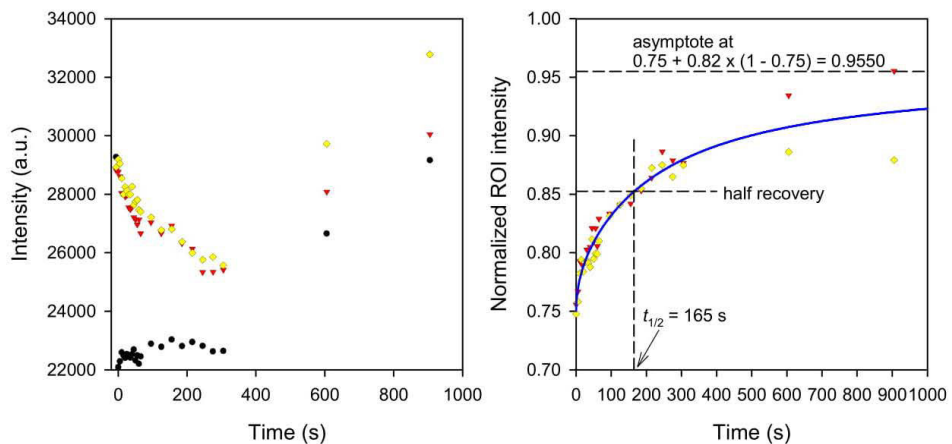 34000
32000
30000
28000
26000
24000
22000
0 200 400 600 800 1000
Intensity (a.u.)
Time (s)
1.00
0.95
0.90
0.85
0.80
0.75
0.70
0 100 200 300 400 500 600 700 800 900 1000
Normalized ROI intensity
Time (s)
asymptote at
0.75 + 0.82 x (1 - 0.75) = 0.9550
half recovery
t1/2 = 165 s